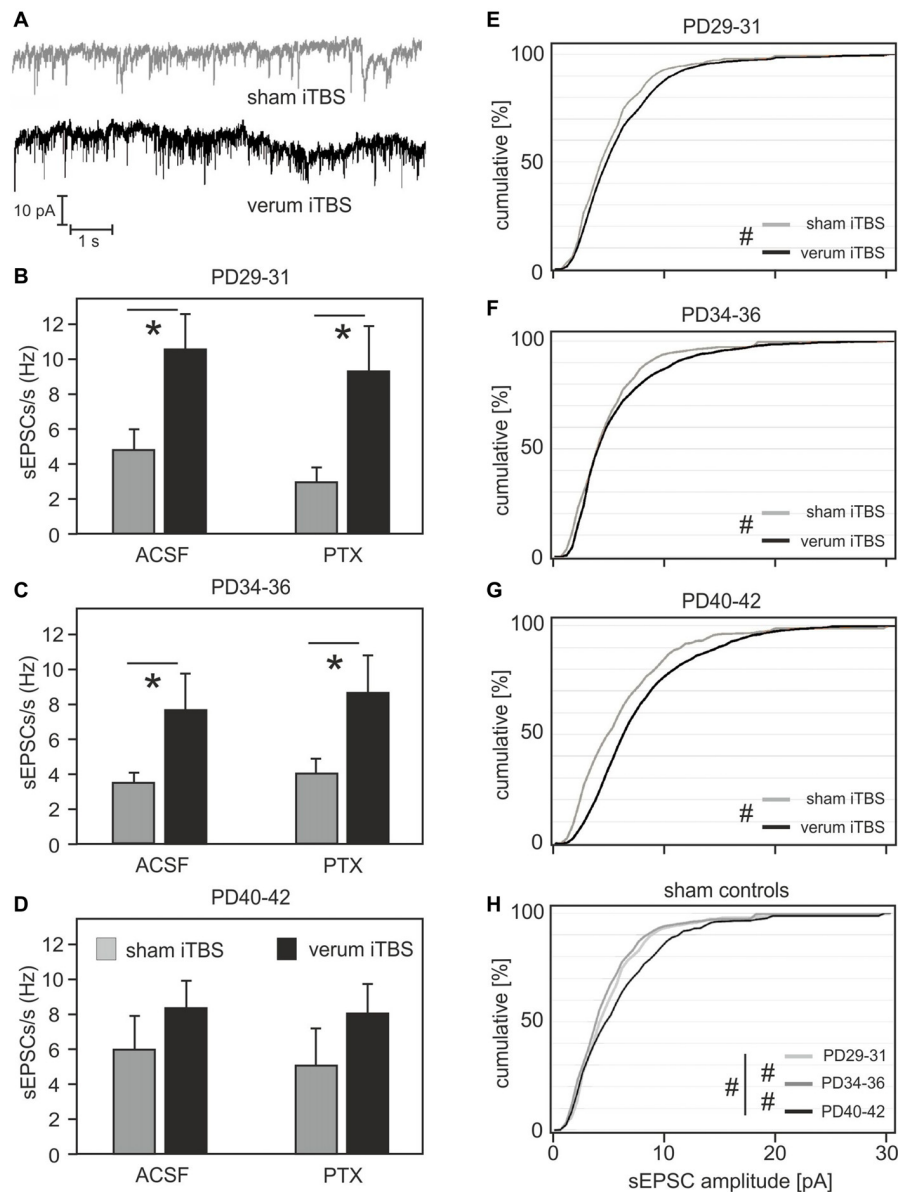 A
sham iTBS
verum iTBS
10 pA
1 s
B
PD29-31
sEPSCs/s (Hz)
12
10
8
6
4
2
0
*
*
ACSF
PTX
C
PD34-36
sEPSCs/s (Hz)
12
10
8
6
4
2
0
*
*
ACSF
PTX
D
PD40-42
sEPSCs/s (Hz)
12
10
8
6
4
2
0
sham iTBS
verum iTBS
ACSF
PTX
E
PD29-31
cumulative [%]
100
50
0
#
sham iTBS
verum iTBS
F
PD34-36
cumulative [%]
100
50
0
#
sham iTBS
verum iTBS
G
PD40-42
cumulative [%]
100
50
0
#
sham iTBS
verum iTBS
H
sham controls
cumulative [%]
100
50
0
#
#
#
PD29-31
PD34-36
PD40-42
0
10
20
30
sEPSC amplitude [pA]